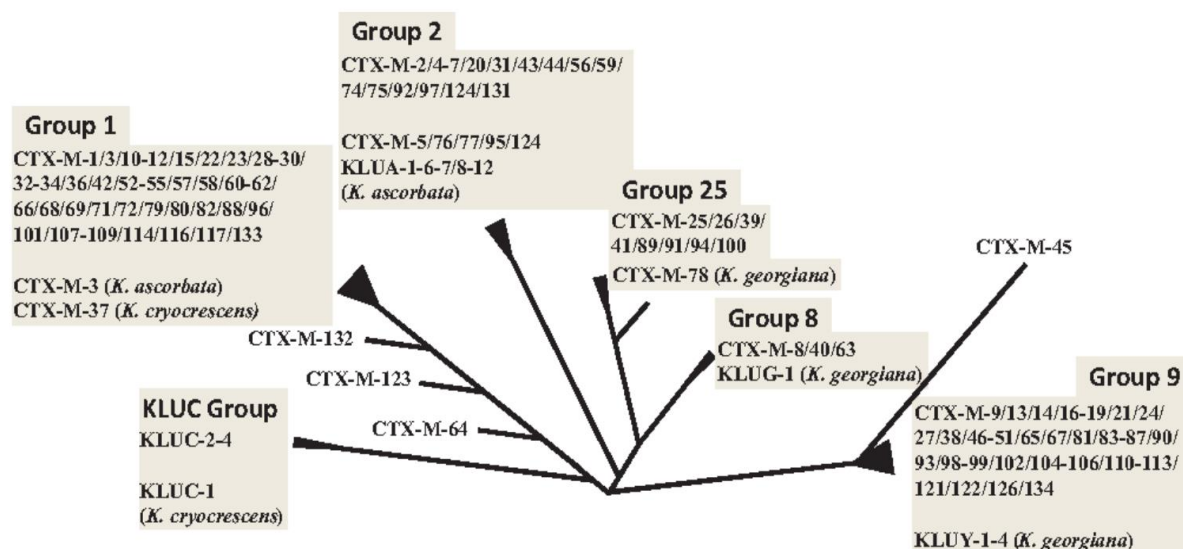 Group 1
CTX-M-1/3/10-12/15/22/23/28-30/
32-34/36/42/52-55/57/58/60-62/
66/68/69/71/72/79/80/82/88/96/
101/107-109/114/116/117/133
CTX-M-3 (K. ascorbata)
CTX-M-37 (K. cryocrescens)
Group 2
CTX-M-2/4-7/20/31/43/44/56/59/
74/75/92/97/124/131
CTX-M-5/76/77/95/124
KLUA-1-6-7/8-12
(K. ascorbata)
Group 25
CTX-M-25/26/39/
41/89/91/94/100
CTX-M-78 (K. georgiana)
CTX-M-45
Group 8
CTX-M-8/40/63
KLUG-1 (K. georgiana)
CTX-M-132
CTX-M-123
CTX-M-64
KLUC Group
KLUC-2-4
KLUC-1
(K. cryocrescens)
Group 9
CTX-M-9/13/14/16-19/21/24/
27/38/46-51/65/67/81/83-87/90/
93/98-99/102/104-106/110-113/
121/122/126/134
KLUY-1-4 (K. georgiana)